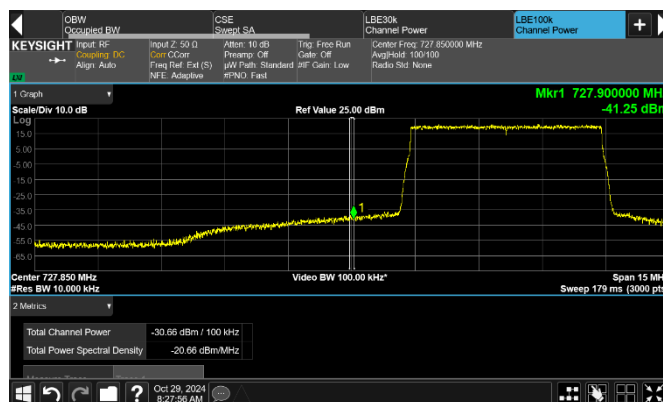 OBW
Occupied BW
CSE
Swept SA
LBE30k
Channel Power
LBE100k
Channel Power
+
KEYSIGHT
Input: RF
Coupling: DC
Align: Auto
Input Z: 50 Ω
Corr CCorr
Freq Ref: Ext (S)
NFE: Adaptive
Atten: 10 dB
Preamp: Off
µW Path: Standard
#PNO: Fast
Trig: Free Run
Gate: Off
#IF Gain: Low
Center Freq: 727.850000 MHz
Avg|Hold: 100/100
Radio Std: None
1 Graph
Mkr1 727.900000 MH
-41.25 dBm
Scale/Div 10.0 dB
Ref Value 25.00 dBm
Log
15.0
5.00
-5.00
-15.0
-25.0
-35.0
-45.0
-55.0
-65.0
1
Center 727.850 MHz
#Res BW 10.000 kHz
Video BW 100.00 kHz*
Span 15 MH
Sweep 179 ms (3000 pts
2 Metrics
Total Channel Power
-30.66 dBm / 100 kHz
Total Power Spectral Density
-20.66 dBm/MHz
?
Oct 29, 2024
8:27:56 AM